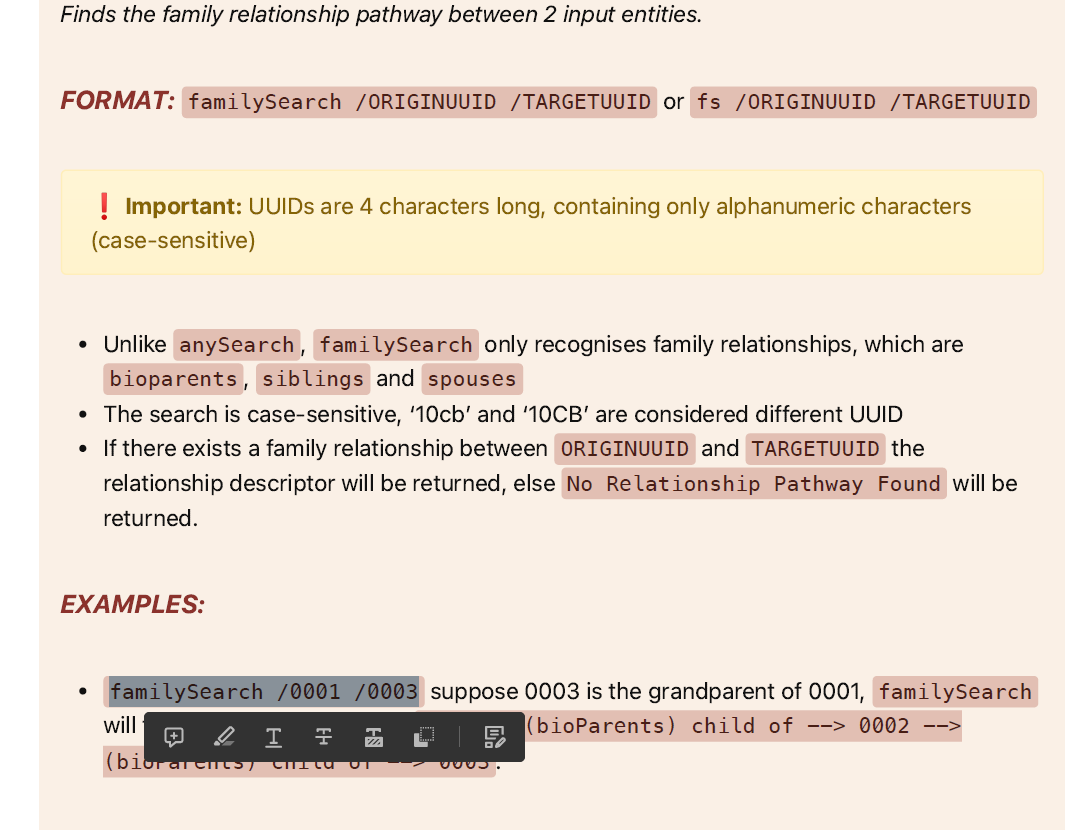 Finds the family relationship pathway between 2 input entities.
FORMAT: familySearch /ORIGINUUID /TARGETUUID or fs /ORIGINUUID /TARGETUUID
❗ Important: UUIDs are 4 characters long, containing only alphanumeric characters
(case-sensitive)
• Unlike anySearch, familySearch only recognises family relationships, which are
bioparents, siblings and spouses
• The search is case-sensitive, ‘10cb’ and ‘10CB’ are considered different UUID
• If there exists a family relationship between ORIGINUUID and TARGETUUID the
relationship descriptor will be returned, else No Relationship Pathway Found will be
returned.
EXAMPLES:
• familySearch /0001 /0003 suppose 0003 is the grandparent of 0001, familySearch
will (bioParents) child of --> 0002 -->
(bioParents) child of --> 0003.